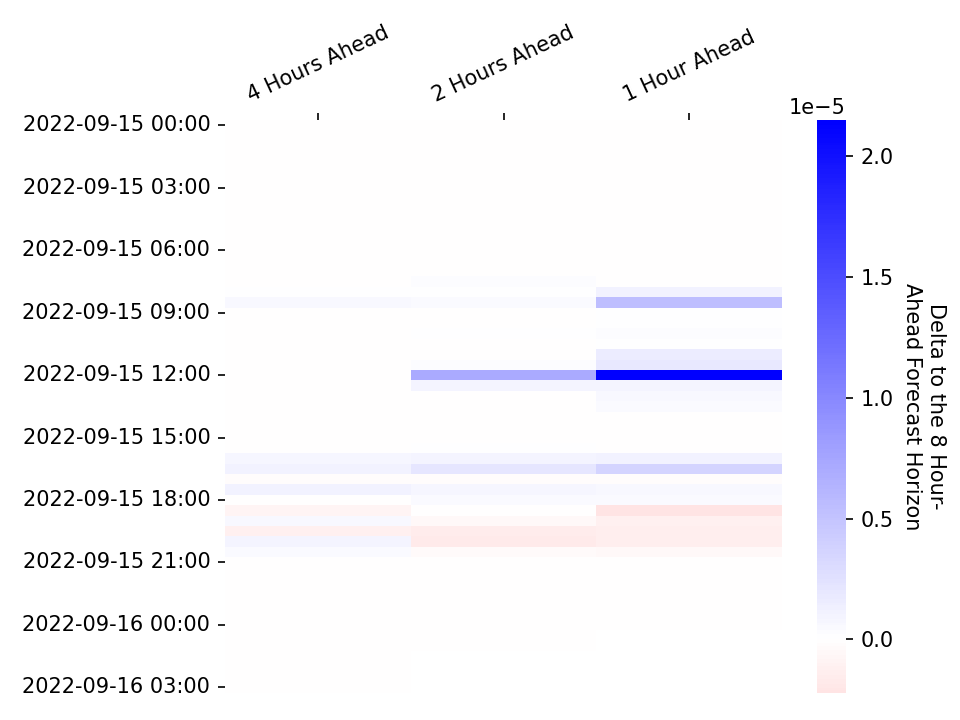 4 Hours Ahead
2 Hours Ahead
1 Hour Ahead
1e−5
2022-09-15 00:00
2022-09-15 03:00
2022-09-15 06:00
2022-09-15 09:00
2022-09-15 12:00
2022-09-15 15:00
2022-09-15 18:00
2022-09-15 21:00
2022-09-16 00:00
2022-09-16 03:00
2.0
1.5
1.0
0.5
0.0
Delta to the 8 Hour-
Ahead Forecast Horizon